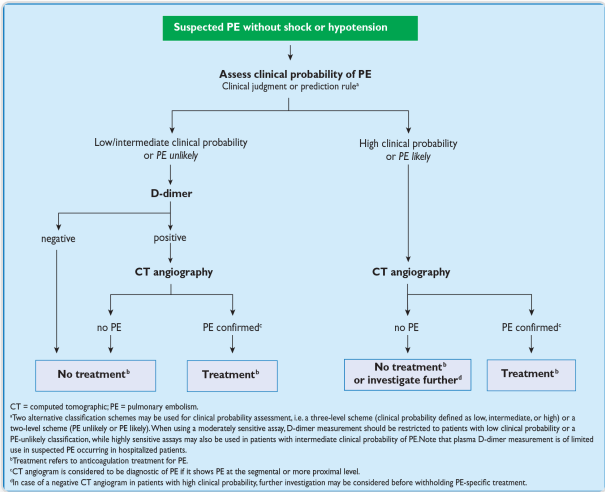 Suspected PE without shock or hypotension
Assess clinical probability of PE
Clinical judgment or prediction ruleᵃ
Low/intermediate clinical probability
or PE unlikely
High clinical probability
or PE likely
D-dimer
negative
positive
CT angiography
CT angiography
no PE
PE confirmedᶜ
no PE
PE confirmedᶜ
No treatmentᵇ
Treatmentᵇ
No treatmentᵇ
or investigate furtherᵈ
Treatmentᵇ
CT = computed tomographic; PE = pulmonary embolism.
ᵃTwo alternative classification schemes may be used for clinical probability assessment, i.e. a three-level scheme (clinical probability defined as low, intermediate, or high) or a
two-level scheme (PE unlikely or PE likely). When using a moderately sensitive assay, D-dimer measurement should be restricted to patients with low clinical probability or a
PE-unlikely classification, while highly sensitive assays may also be used in patients with intermediate clinical probability of PE. Note that plasma D-dimer measurement is of limited
use in suspected PE occurring in hospitalized patients.
ᵇTreatment refers to anticoagulation treatment for PE.
ᶜCT angiogram is considered to be diagnostic of PE if it shows PE at the segmental or more proximal level.
ᵈIn case of a negative CT angiogram in patients with high clinical probability, further investigation may be considered before withholding PE-specific treatment.